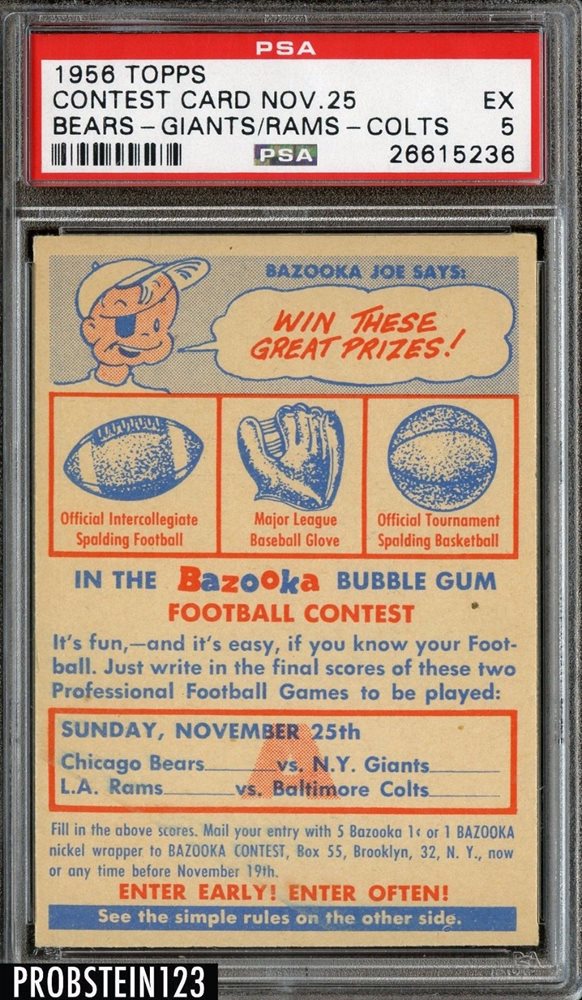 PSA
1956 TOPPS
CONTEST CARD NOV.25 EX
BEARS-GIANTS/RAMS-COLTS 5
PSA 26615236
BAZOOKA JOE SAYS:
WIN THESE
GREAT PRIZES!
Official Intercollegiate
Spalding Football
Major League
Baseball Glove
Official Tournament
Spalding Basketball
IN THE BazOOka BUBBLE GUM
FOOTBALL CONTEST
It's fun,—and it's easy, if you know your Foot-
ball. Just write in the final scores of these two
Professional Football Games to be played:
SUNDAY, NOVEMBER 25th
A
Chicago Bears______vs. N.Y. Giants______
L.A. Rams______vs. Baltimore Colts______
Fill in the above scores. Mail your entry with 5 Bazooka 1¢ or 1 BAZOOKA
nickel wrapper to BAZOOKA CONTEST, Box 55, Brooklyn, 32, N. Y., now
or any time before November 19th.
ENTER EARLY! ENTER OFTEN!
See the simple rules on the other side.
PSA
PROBSTEIN123